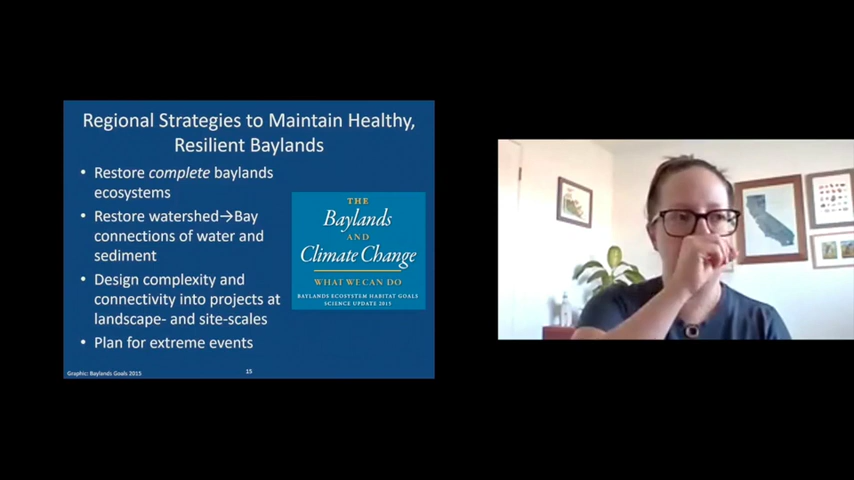 Regional Strategies to Maintain Healthy,
Resilient Baylands
• Restore complete baylands
ecosystems
• Restore watershed→Bay
connections of water and
sediment
• Design complexity and
connectivity into projects at
landscape- and site-scales
• Plan for extreme events
THE
Baylands
AND
Climate Change
WHAT WE CAN DO
BAYLANDS ECOSYSTEM HABITAT GOALS
SCIENCE UPDATE 2015
Graphic: Baylands Goals 2015
15